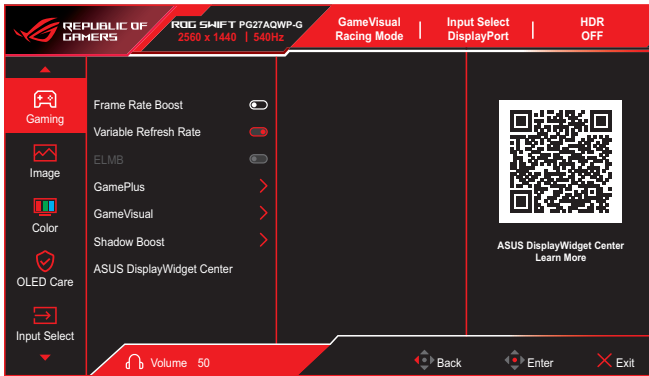 REPUBLIC OF
GAMERS
ROG SWIFT PG27AQWP-G
2560 x 1440 | 540Hz
GameVisual
Racing Mode
Input Select
DisplayPort
HDR
OFF
Gaming
Image
Color
OLED Care
Input Select
Frame Rate Boost
Variable Refresh Rate
ELMB
GamePlus
GameVisual
Shadow Boost
ASUS DisplayWidget Center
ASUS DisplayWidget Center
Learn More
Volume 50
Back
Enter
Exit